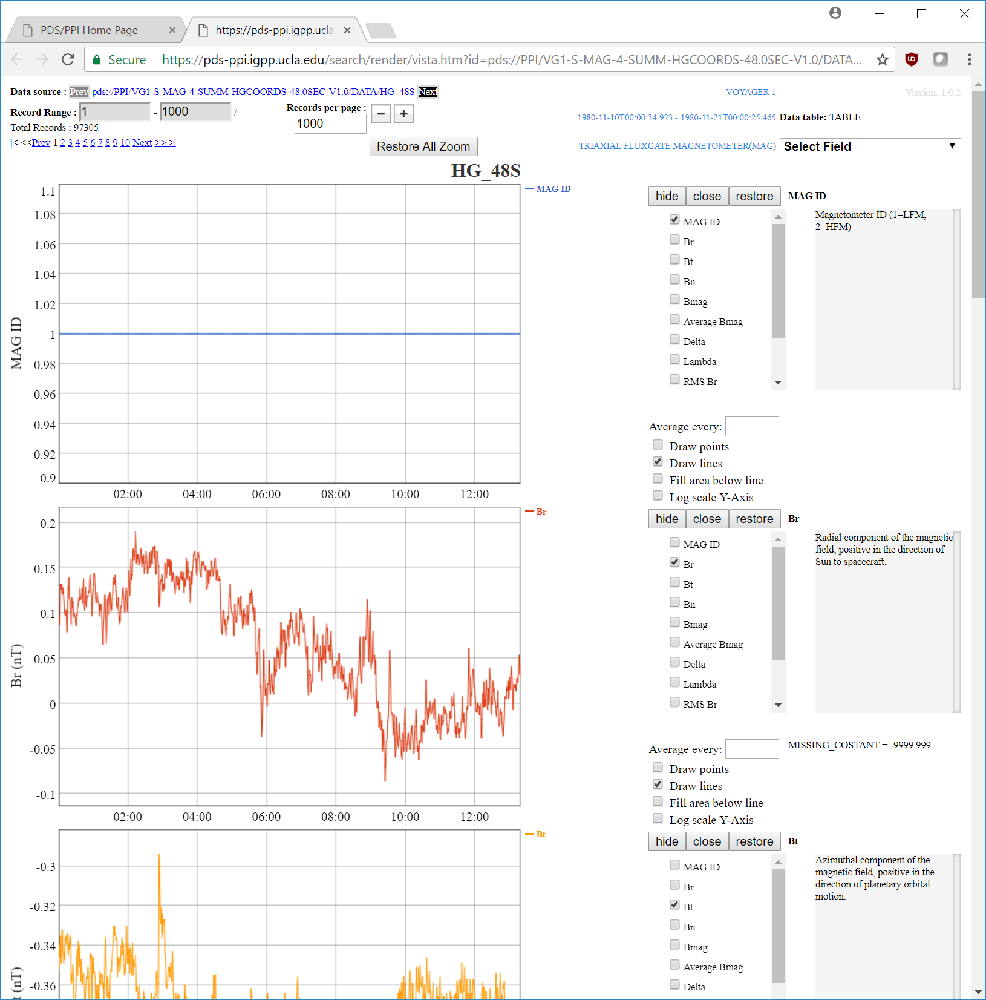 PDS/PPI Home Page
https://pds-ppi.igpp.ucla
Secure
https://pds-ppi.igpp.ucla.edu/search/render/vista.htm?id=pds://PPI/VG1-S-MAG-4-SUMM-HGCOORDS-48.0SEC-V1.0/DATA...
Data source : Prev pds://PPI/VG1-S-MAG-4-SUMM-HGCOORDS-48.0SEC-V1.0/DATA/HG_48S Next
VOYAGER 1
Version: 1.0.2
Record Range : 1 - 1000 /
Records per page :
1000
1980-11-10T00:00:34.923 - 1980-11-21T00:00:25.465 Data table: TABLE
Total Records : 97305
|< <<Prev 1 2 3 4 5 6 7 8 9 10 Next >> >|
Restore All Zoom
TRIAXIAL FLUXGATE MAGNETOMETER(MAG)
Select Field
HG_48S
MAG ID
1.1
1.08
1.06
1.04
1.02
1
0.98
0.96
0.94
0.92
0.9
MAG ID
02:00 04:00 06:00 08:00 10:00 12:00
hide close restore MAG ID
MAG ID
Br
Bt
Bn
Bmag
Average Bmag
Delta
Lambda
RMS Br
Magnetometer ID (1=LFM,
2=HFM)
Average every:
Draw points
Draw lines
Fill area below line
Log scale Y-Axis
Br
0.2
0.15
0.1
0.05
0
-0.05
-0.1
Br (nT)
02:00 04:00 06:00 08:00 10:00 12:00
hide close restore Br
MAG ID
Br
Bt
Bn
Bmag
Average Bmag
Delta
Lambda
RMS Br
Radial component of the magnetic
field, positive in the direction of
Sun to spacecraft.
Average every:
MISSING_COSTANT = -9999.999
Draw points
Draw lines
Fill area below line
Log scale Y-Axis
Bt
-0.3
-0.32
-0.34
-0.36
t (nT)
hide close restore Bt
MAG ID
Br
Bt
Bn
Bmag
Average Bmag
Delta
Azimuthal component of the
magnetic field, positive in the
direction of planetary orbital
motion.